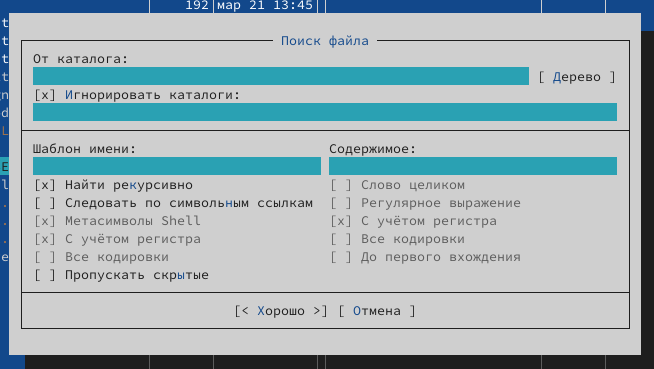 192 мар 21 13:45
Поиск файла
От каталога:
[ Дерево ]
[x] Игнорировать каталоги:
Шаблон имени: Содержимое:
[x] Найти рекурсивно [ ] Слово целиком
[ ] Следовать по символьным ссылкам [ ] Регулярное выражение
[x] Метасимволы Shell [x] С учётом регистра
[x] С учётом регистра [ ] Все кодировки
[ ] Все кодировки [ ] До первого вхождения
[ ] Пропускать скрытые
[< Хорошо >] [ Отмена ]